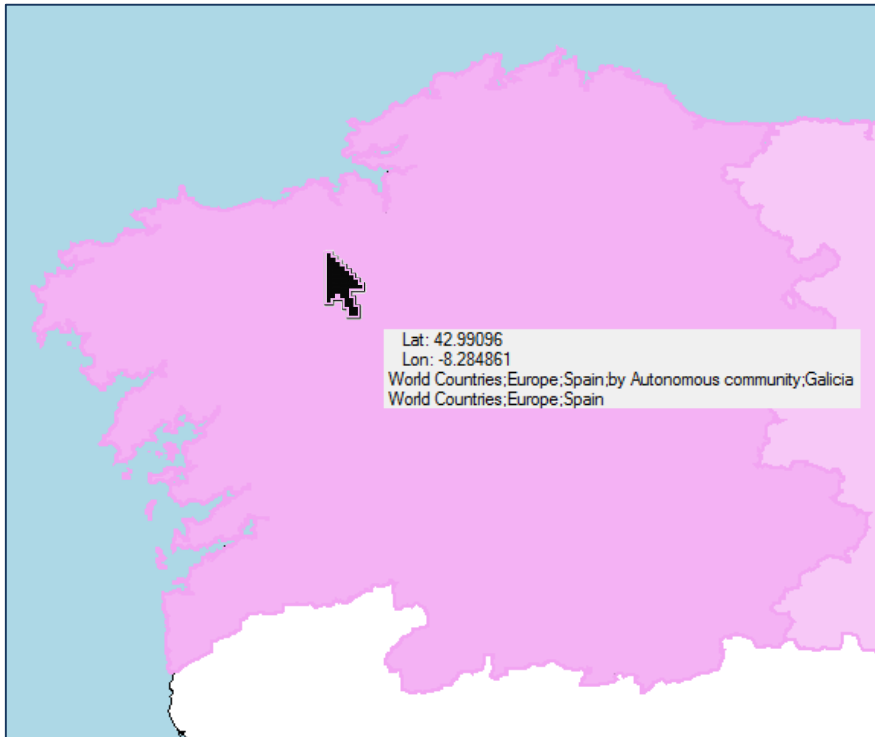 Lat: 42.99096
Lon: -8.284861
World Countries;Europe;Spain;by Autonomous community;Galicia
World Countries;Europe;Spain